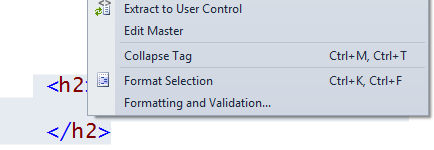 Extract to User Control
Edit Master
Collapse Tag Ctrl+M, Ctrl+T
Format Selection Ctrl+K, Ctrl+F
Formatting and Validation...
<h2>
</h2>